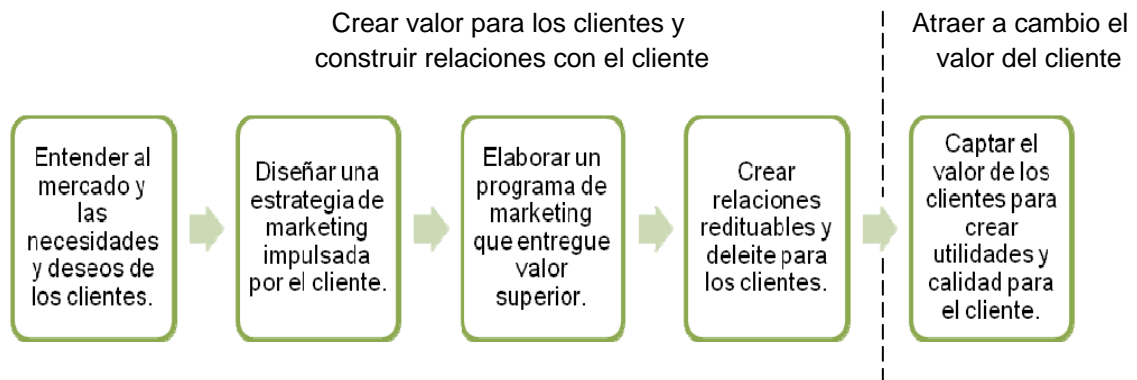 Crear valor para los clientes y
construir relaciones con el cliente
Atraer a cambio el
valor del cliente
Entender al
mercado y
las
necesidades
y deseos de
los clientes.
Diseñar una
estrategia de
marketing
impulsada
por el cliente.
Elaborar un
programa de
marketing
que entregue
valor
superior.
Crear
relaciones
redituables y
deleite para
los clientes.
Captar el
valor de los
clientes para
crear
utilidades y
calidad para
el cliente.